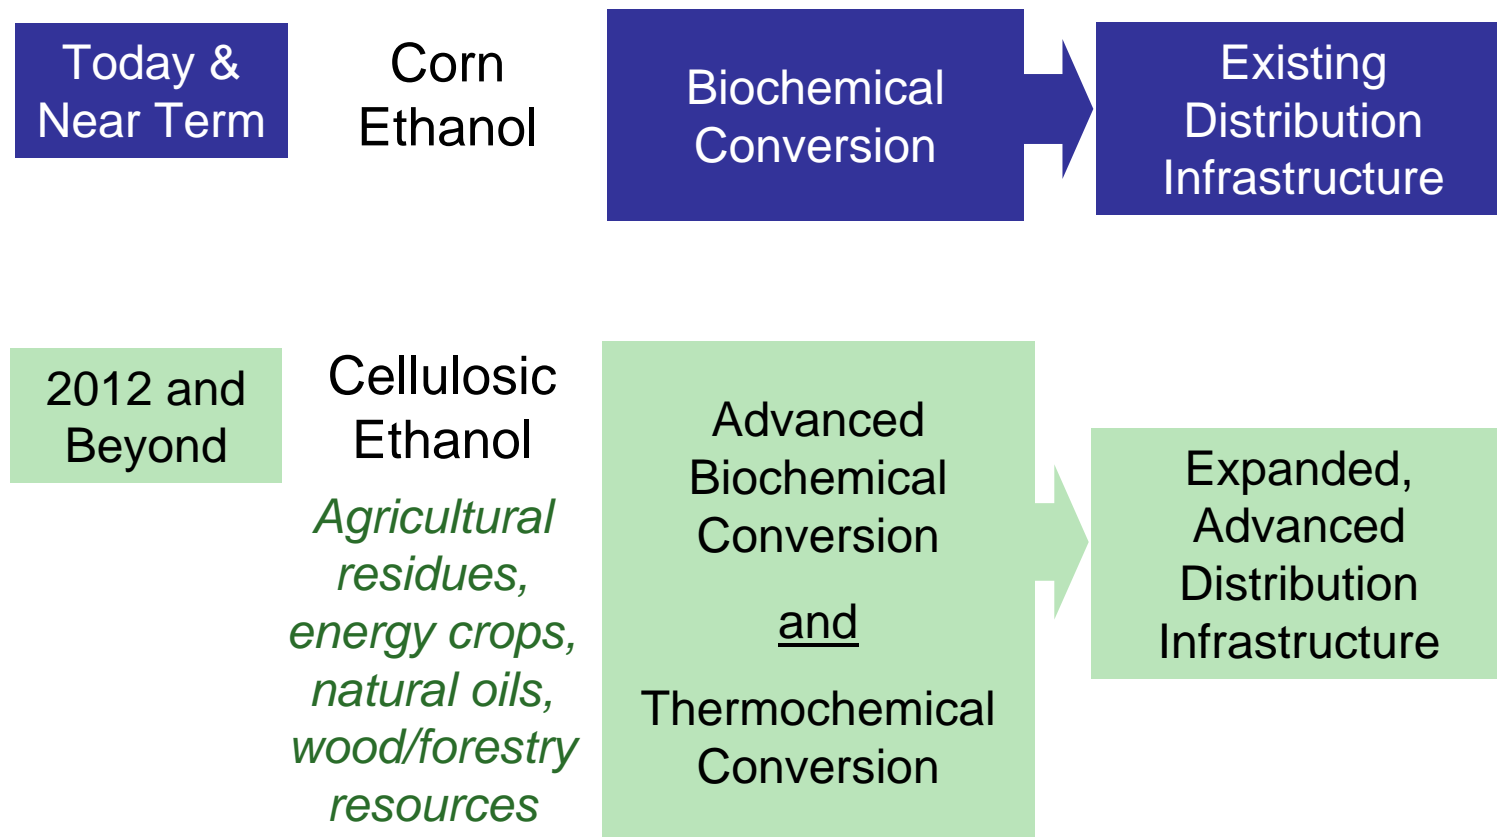 Today &
Near Term
Corn
Ethanol
Biochemical
Conversion
Existing
Distribution
Infrastructure
2012 and
Beyond
Cellulosic
Ethanol
Agricultural
residues,
energy crops,
natural oils,
wood/forestry
resources
Advanced
Biochemical
Conversion
and
Thermochemical
Conversion
Expanded,
Advanced
Distribution
Infrastructure